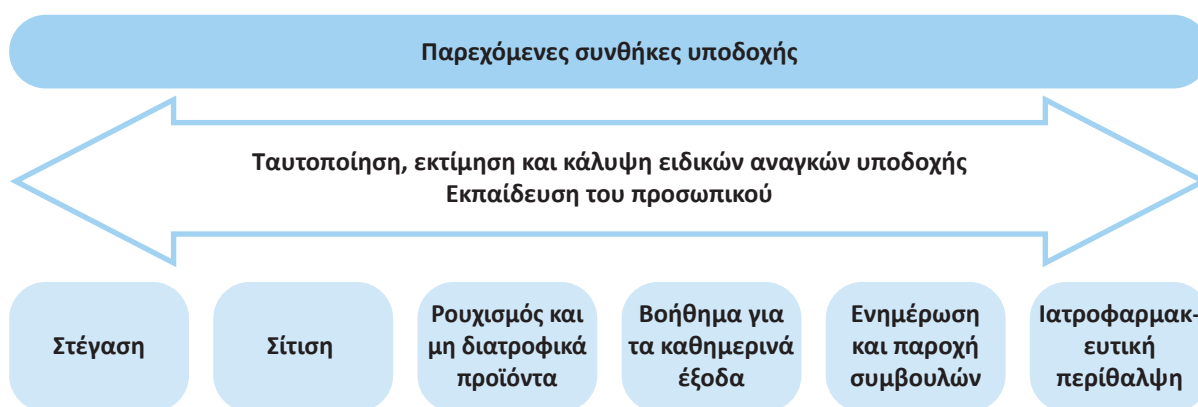 Παρεχόμενες συνθήκες υποδοχής
Ταυτοποίηση, εκτίμηση και κάλυψη ειδικών αναγκών υποδοχής
Εκπαίδευση του προσωπικού
Στέγαση
Σίτιση
Ρουχισμός και
μη διατροφικά
προϊόντα
Βοήθημα για
τα καθημερινά
έξοδα
Ενημέρωση
και παροχή
συμβουλών
Ιατροφαρμακ-
ευτική
περίθαλψη